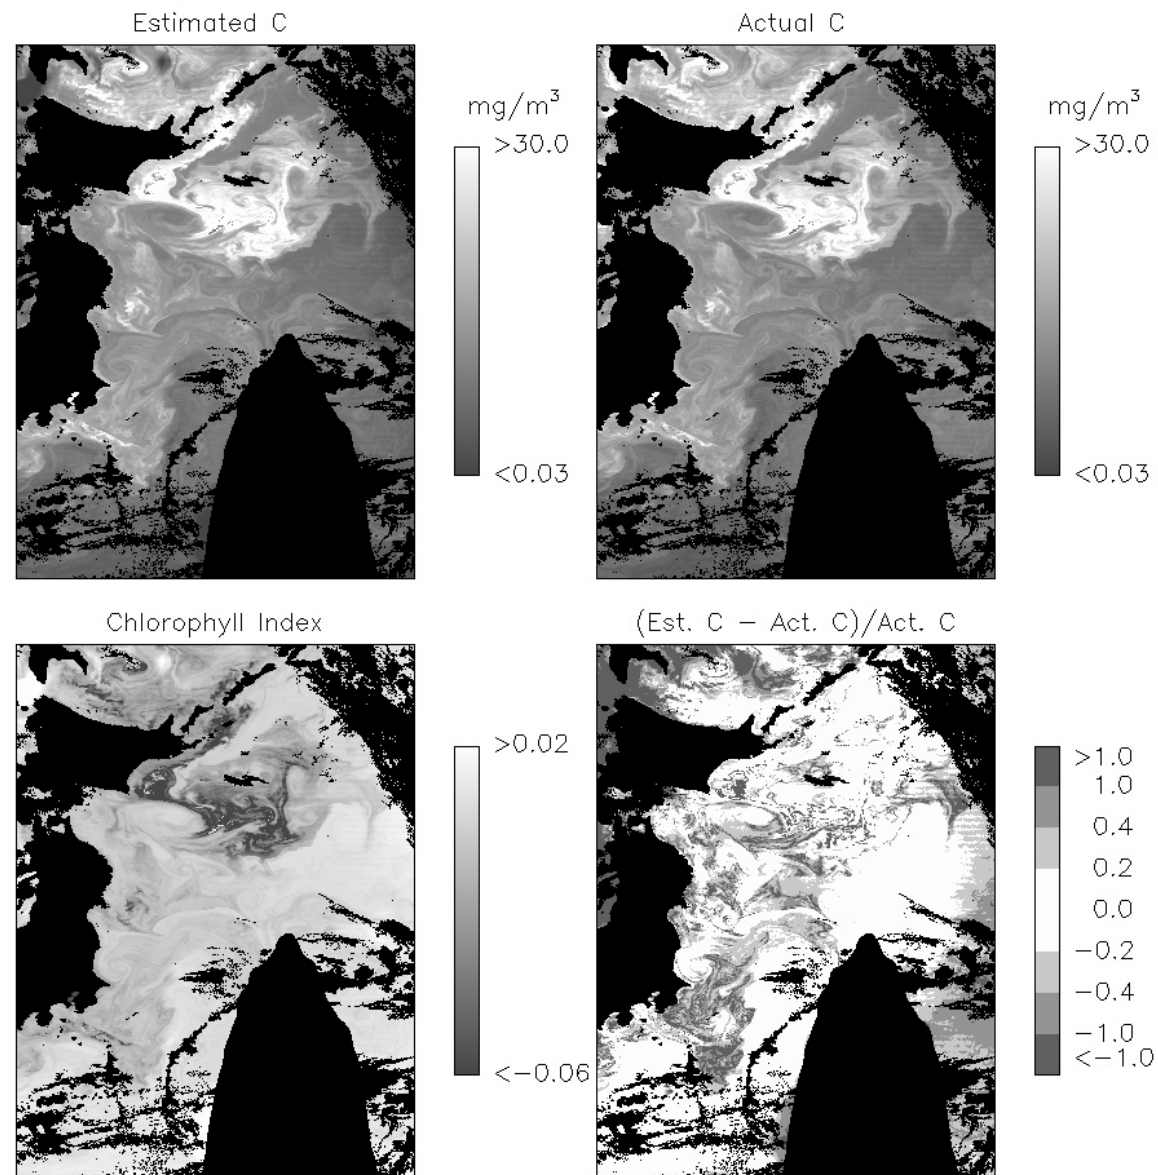 Estimated C
Actual C
mg/m³
>30.0
<0.03
mg/m³
>30.0
<0.03
Chlorophyll Index
(Est. C − Act. C)/Act. C
>0.02
<−0.06
>1.0
1.0
0.4
0.2
0.0
−0.2
−0.4
−1.0
<−1.0